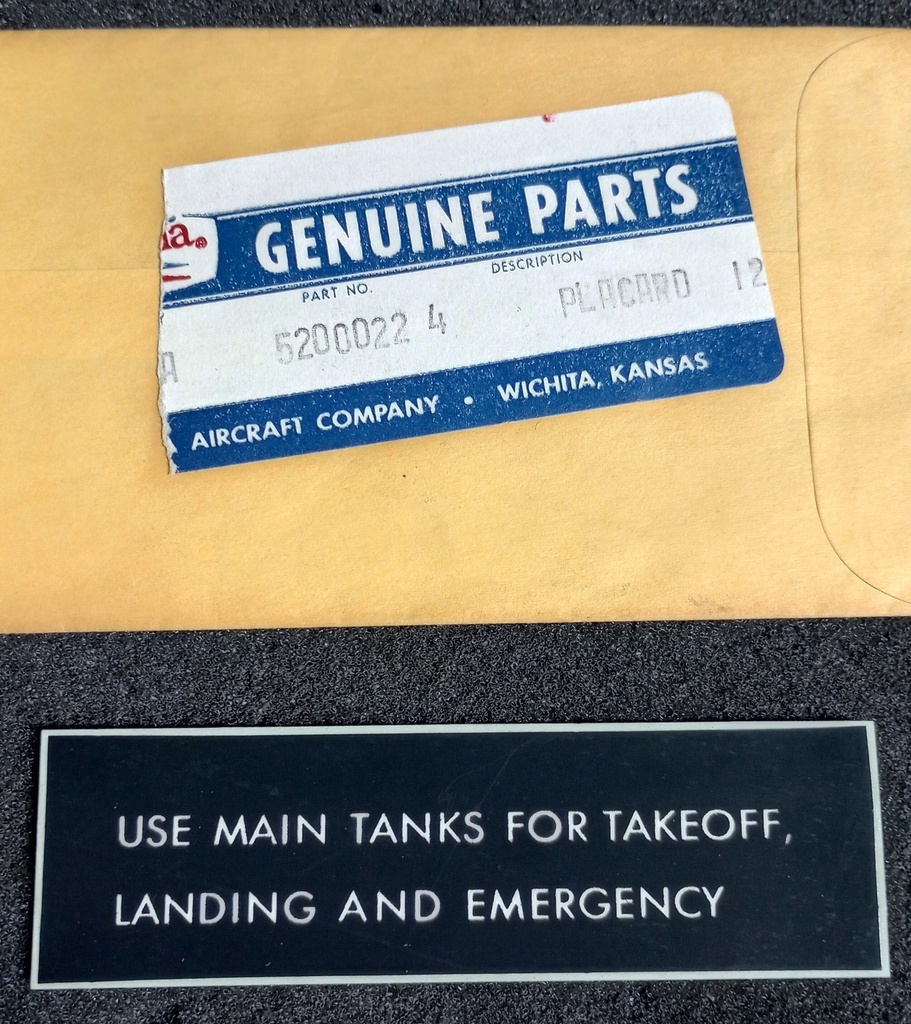 GENUINE PARTS
a.®
PART NO. DESCRIPTION
A 5200022 4 PLACARD 12
AIRCRAFT COMPANY • WICHITA, KANSAS
USE MAIN TANKS FOR TAKEOFF,
LANDING AND EMERGENCY